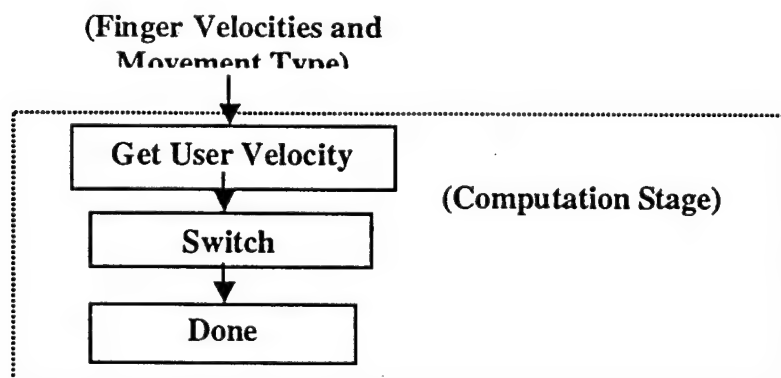 (Finger Velocities and
Movement Type)
Get User Velocity
(Computation Stage)
Switch
Done